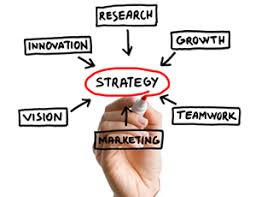 RESEARCH
INNOVATION
GROWTH
STRATEGY
VISION
TEAMWORK
MARKETING